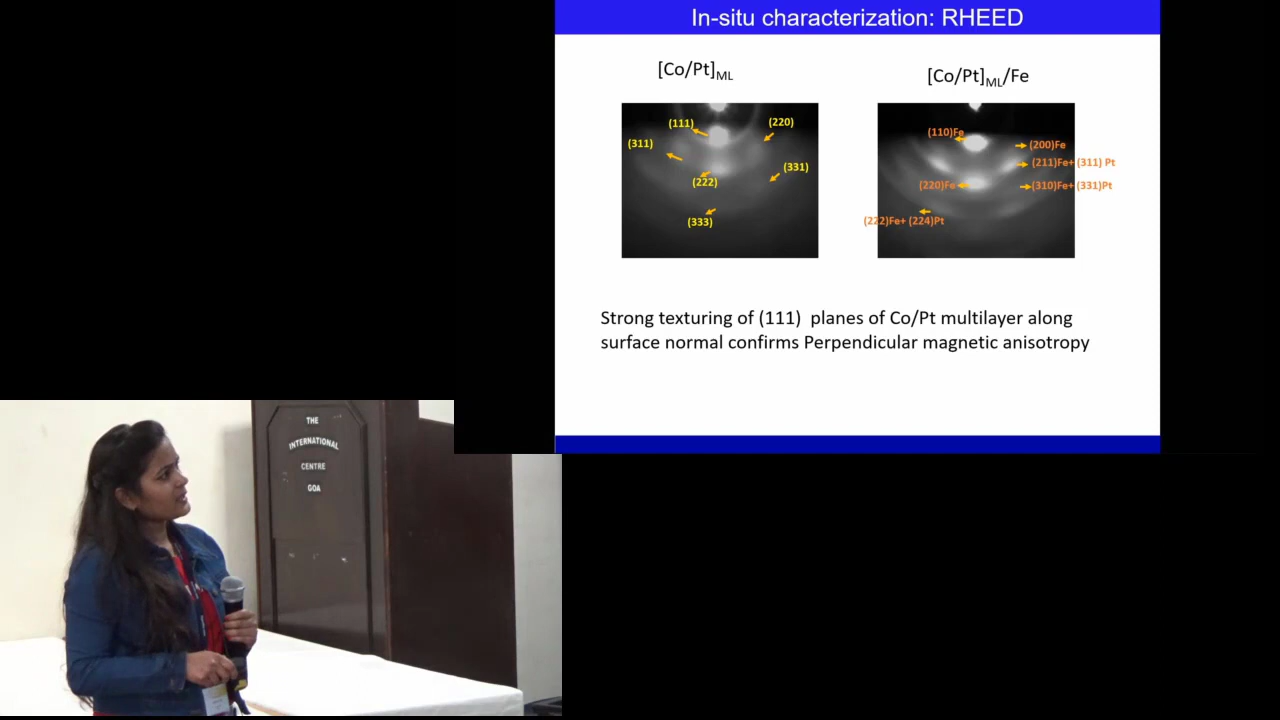 In-situ characterization: RHEED
[Co/Pt]ML
[Co/Pt]ML/Fe
(111)
(220)
(311)
(331)
(222)
(333)
(110)Fe
(200)Fe
(211)Fe+ (311) Pt
(220)Fe
(310)Fe+ (331)Pt
(222)Fe+ (224)Pt
Strong texturing of (111) planes of Co/Pt multilayer along
surface normal confirms Perpendicular magnetic anisotropy
THE
INTERNATIONAL
CENTRE
GOA